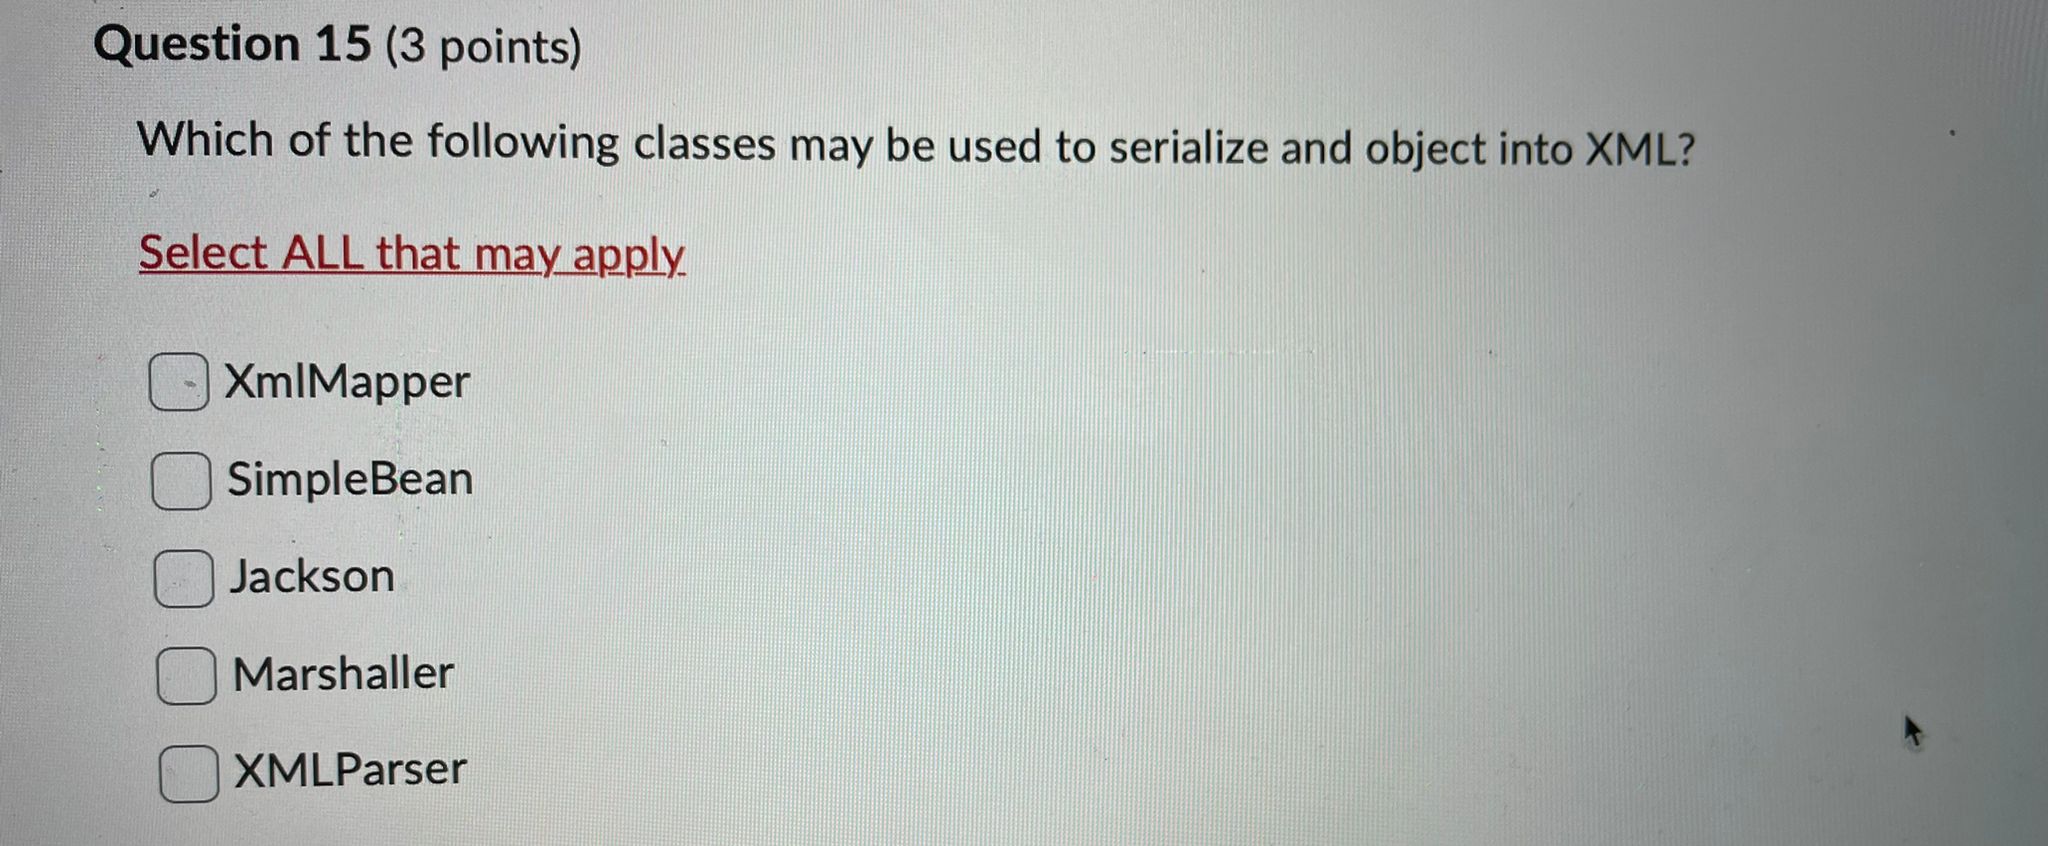 Question 15 (3 points)
Which of the following classes may be used to serialize and object into XML?
Select ALL that may apply.
XmlMapper
SimpleBean
Jackson
Marshaller
XMLParser